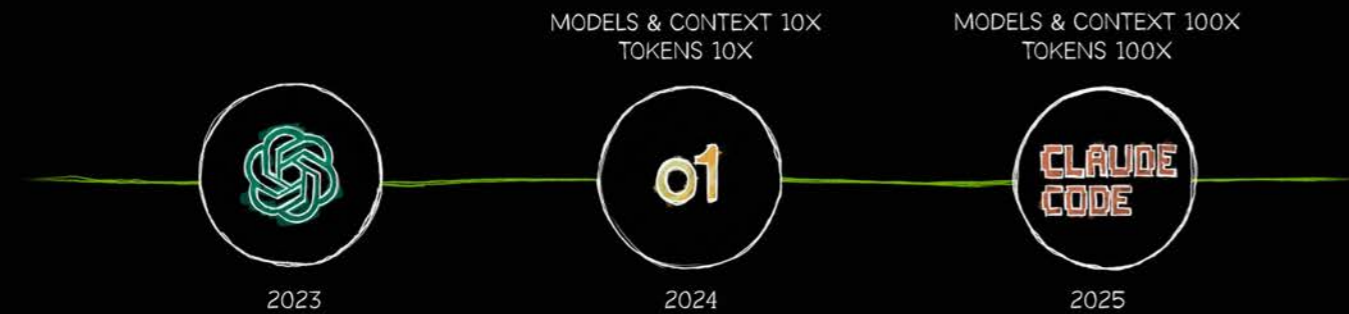 MODELS & CONTEXT 10X
TOKENS 10X
MODELS & CONTEXT 100X
TOKENS 100X
o1
CLAUDE
CODE
2023
2024
2025